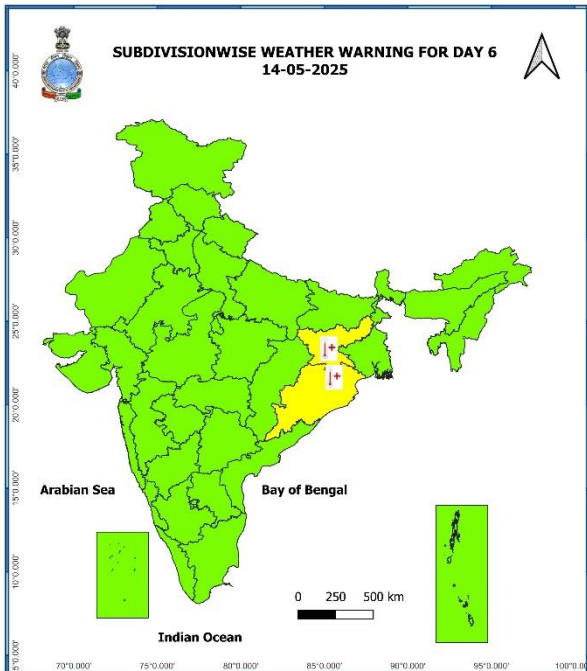 SUBDIVISIONWISE WEATHER WARNING FOR DAY 6
14-05-2025
40°0.000'
35°0.000'
30°0.000'
25°0.000'
20°0.000'
15°0.000'
10°0.000'
5°0.000'
Arabian Sea
Bay of Bengal
0 250 500 km
Indian Ocean
70°0.000' 75°0.000' 80°0.000' 85°0.000' 90°0.000' 95°0.000' 100°0.0